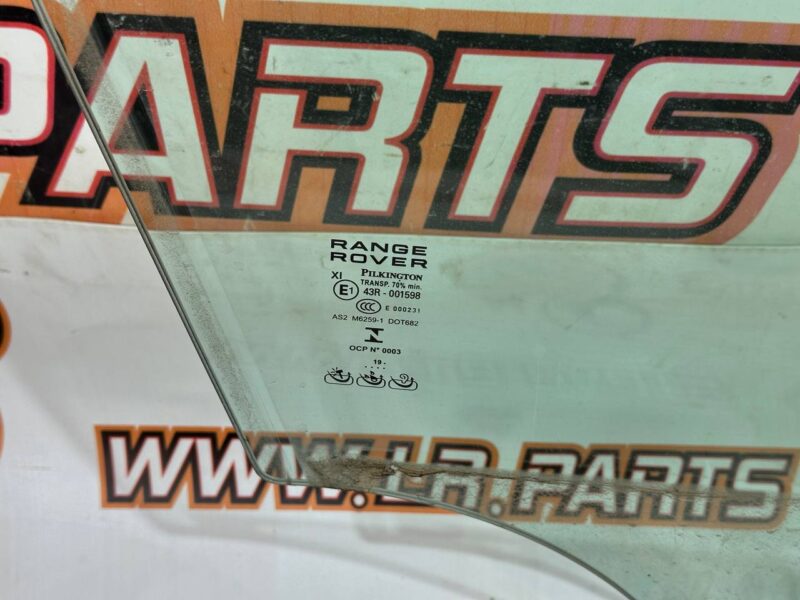 PARTS
RANGE
ROVER
XI PILKINGTON
TRANSP. 70% min.
E1 43R - 001598
CCC E 000231
AS2 M6259-1 DOT682
OCP N° 0003
19 -
. . . .
WWW.LR.PARTS